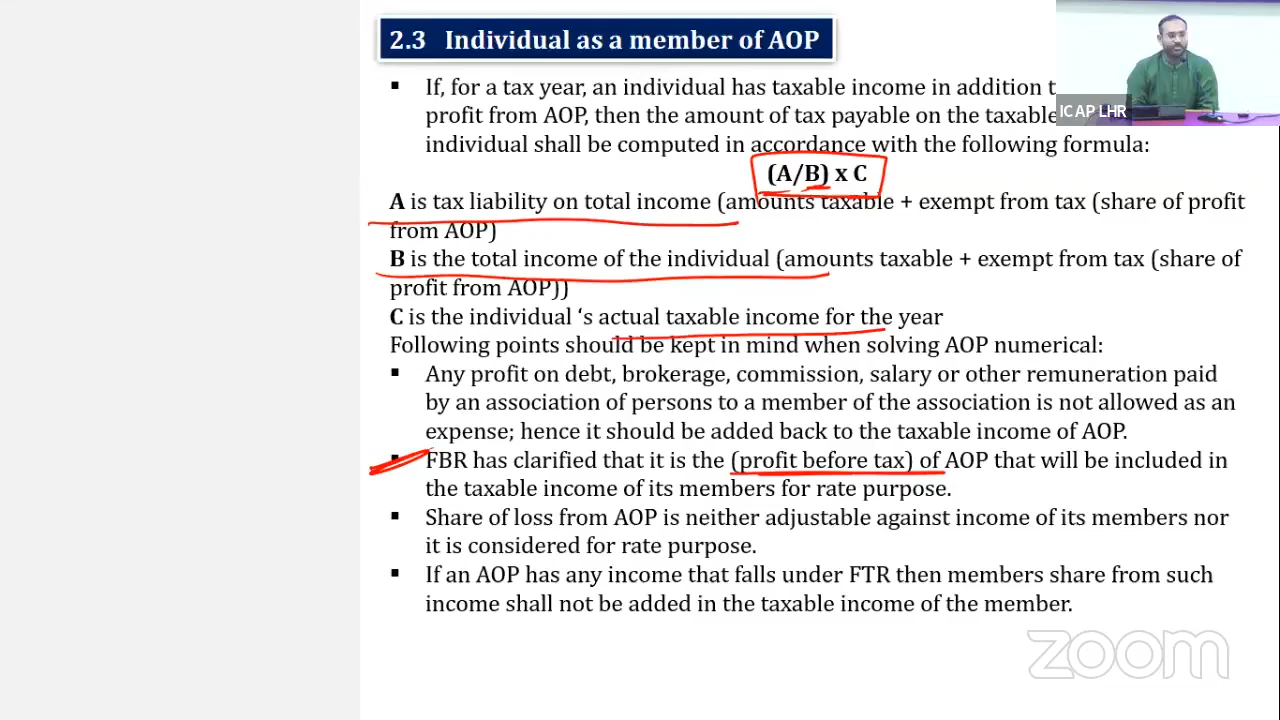 2.3 Individual as a member of AOP
▪ If, for a tax year, an individual has taxable income in addition
profit from AOP, then the amount of tax payable on the taxable
individual shall be computed in accordance with the following formula:
(A/B) x C
A is tax liability on total income (amounts taxable + exempt from tax (share of profit
from AOP)
B is the total income of the individual (amounts taxable + exempt from tax (share of
profit from AOP))
C is the individual ‘s actual taxable income for the year
Following points should be kept in mind when solving AOP numerical:
▪ Any profit on debt, brokerage, commission, salary or other remuneration paid
by an association of persons to a member of the association is not allowed as an
expense; hence it should be added back to the taxable income of AOP.
▪ FBR has clarified that it is the (profit before tax) of AOP that will be included in
the taxable income of its members for rate purpose.
▪ Share of loss from AOP is neither adjustable against income of its members nor
it is considered for rate purpose.
▪ If an AOP has any income that falls under FTR then members share from such
income shall not be added in the taxable income of the member.
ICAP LHR
zoom